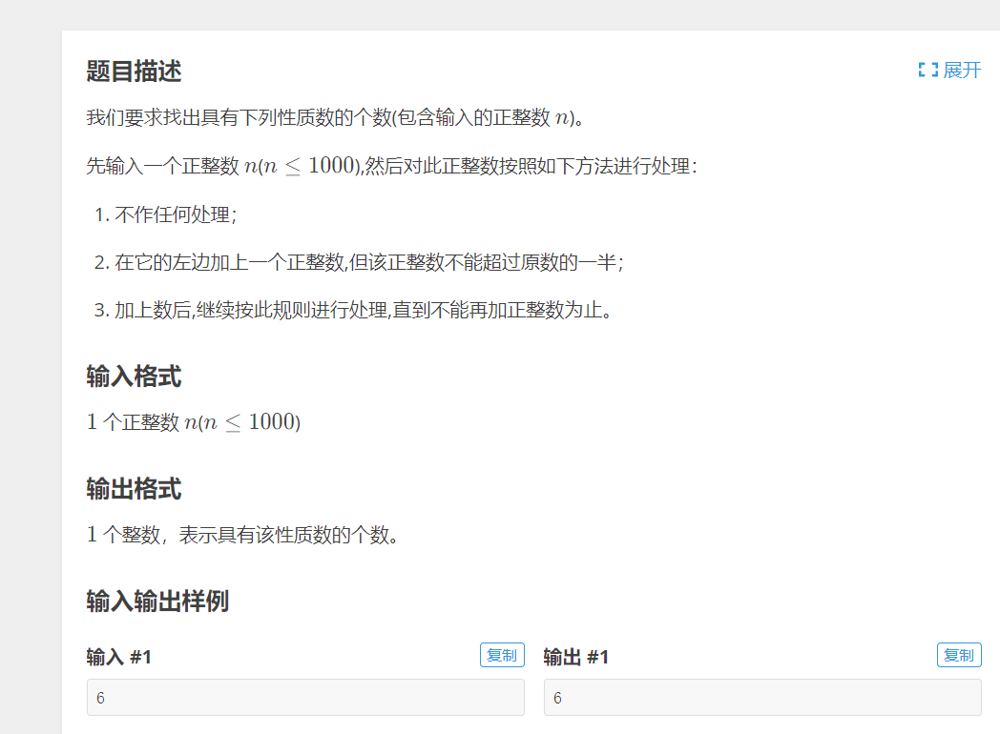 题目描述
展开
我们要求找出具有下列性质数的个数(包含输入的正整数 n)。
先输入一个正整数 n(n ≤ 1000),然后对此正整数按照如下方法进行处理：
1. 不作任何处理；
2. 在它的左边加上一个正整数,但该正整数不能超过原数的一半；
3. 加上数后,继续按此规则进行处理,直到不能再加正整数为止。
输入格式
1 个正整数 n(n ≤ 1000)
输出格式
1 个整数，表示具有该性质数的个数。
输入输出样例
输入 #1 复制 输出 #1 复制
6 6